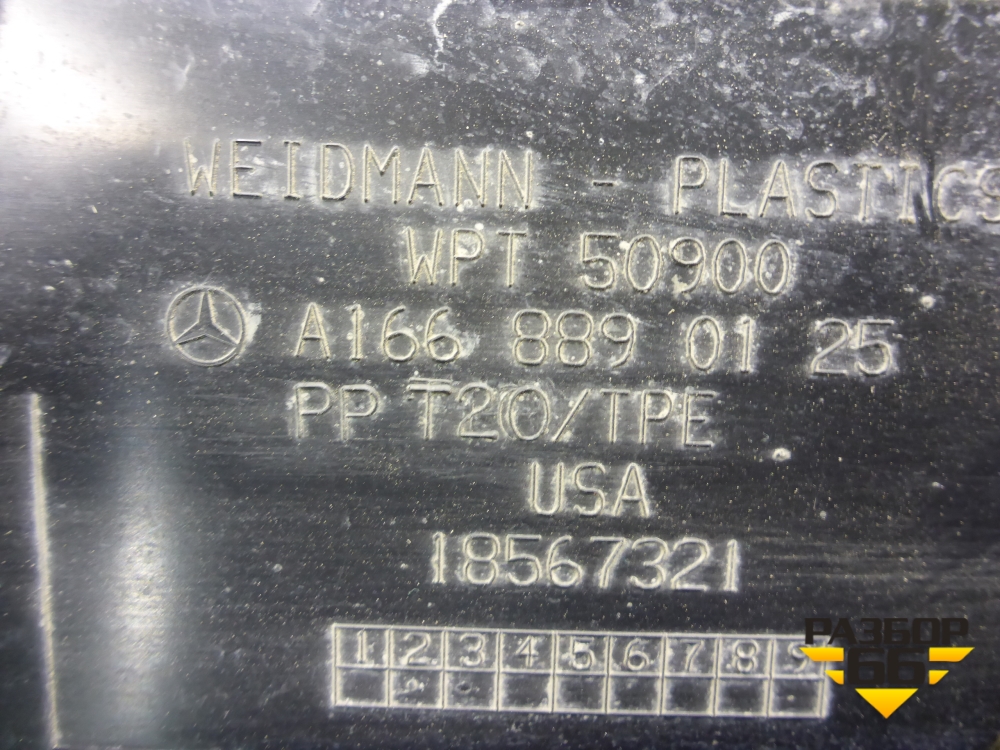 WEIDMANN - PLASTICS
WPT 50900
A166 889 01 25
PP T20/TPE
USA
18567321
1 2 3 4 5 6 7 8 9
РАЗБОР
66